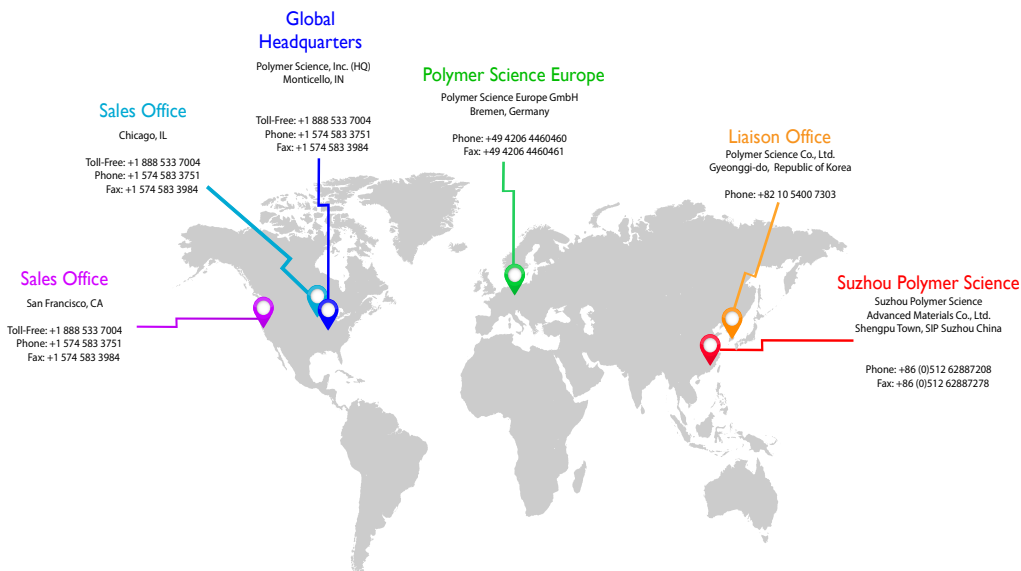 Global
Headquarters
Polymer Science, Inc. (HQ)
Monticello, IN
Toll-Free: +1 888 533 7004
Phone: +1 574 583 3751
Fax: +1 574 583 3984
Polymer Science Europe
Polymer Science Europe GmbH
Bremen, Germany
Phone: +49 4206 4460460
Fax: +49 4206 4460461
Sales Office
Chicago, IL
Toll-Free: +1 888 533 7004
Phone: +1 574 583 3751
Fax: +1 574 583 3984
Liaison Office
Polymer Science Co., Ltd.
Gyeonggi-do, Republic of Korea
Phone: +82 10 5400 7303
Sales Office
San Francisco, CA
Toll-Free: +1 888 533 7004
Phone: +1 574 583 3751
Fax: +1 574 583 3984
Suzhou Polymer Science
Suzhou Polymer Science
Advanced Materials Co., Ltd.
Shengpu Town, SIP Suzhou China
Phone: +86 (0)512 62887208
Fax: +86 (0)512 62887278